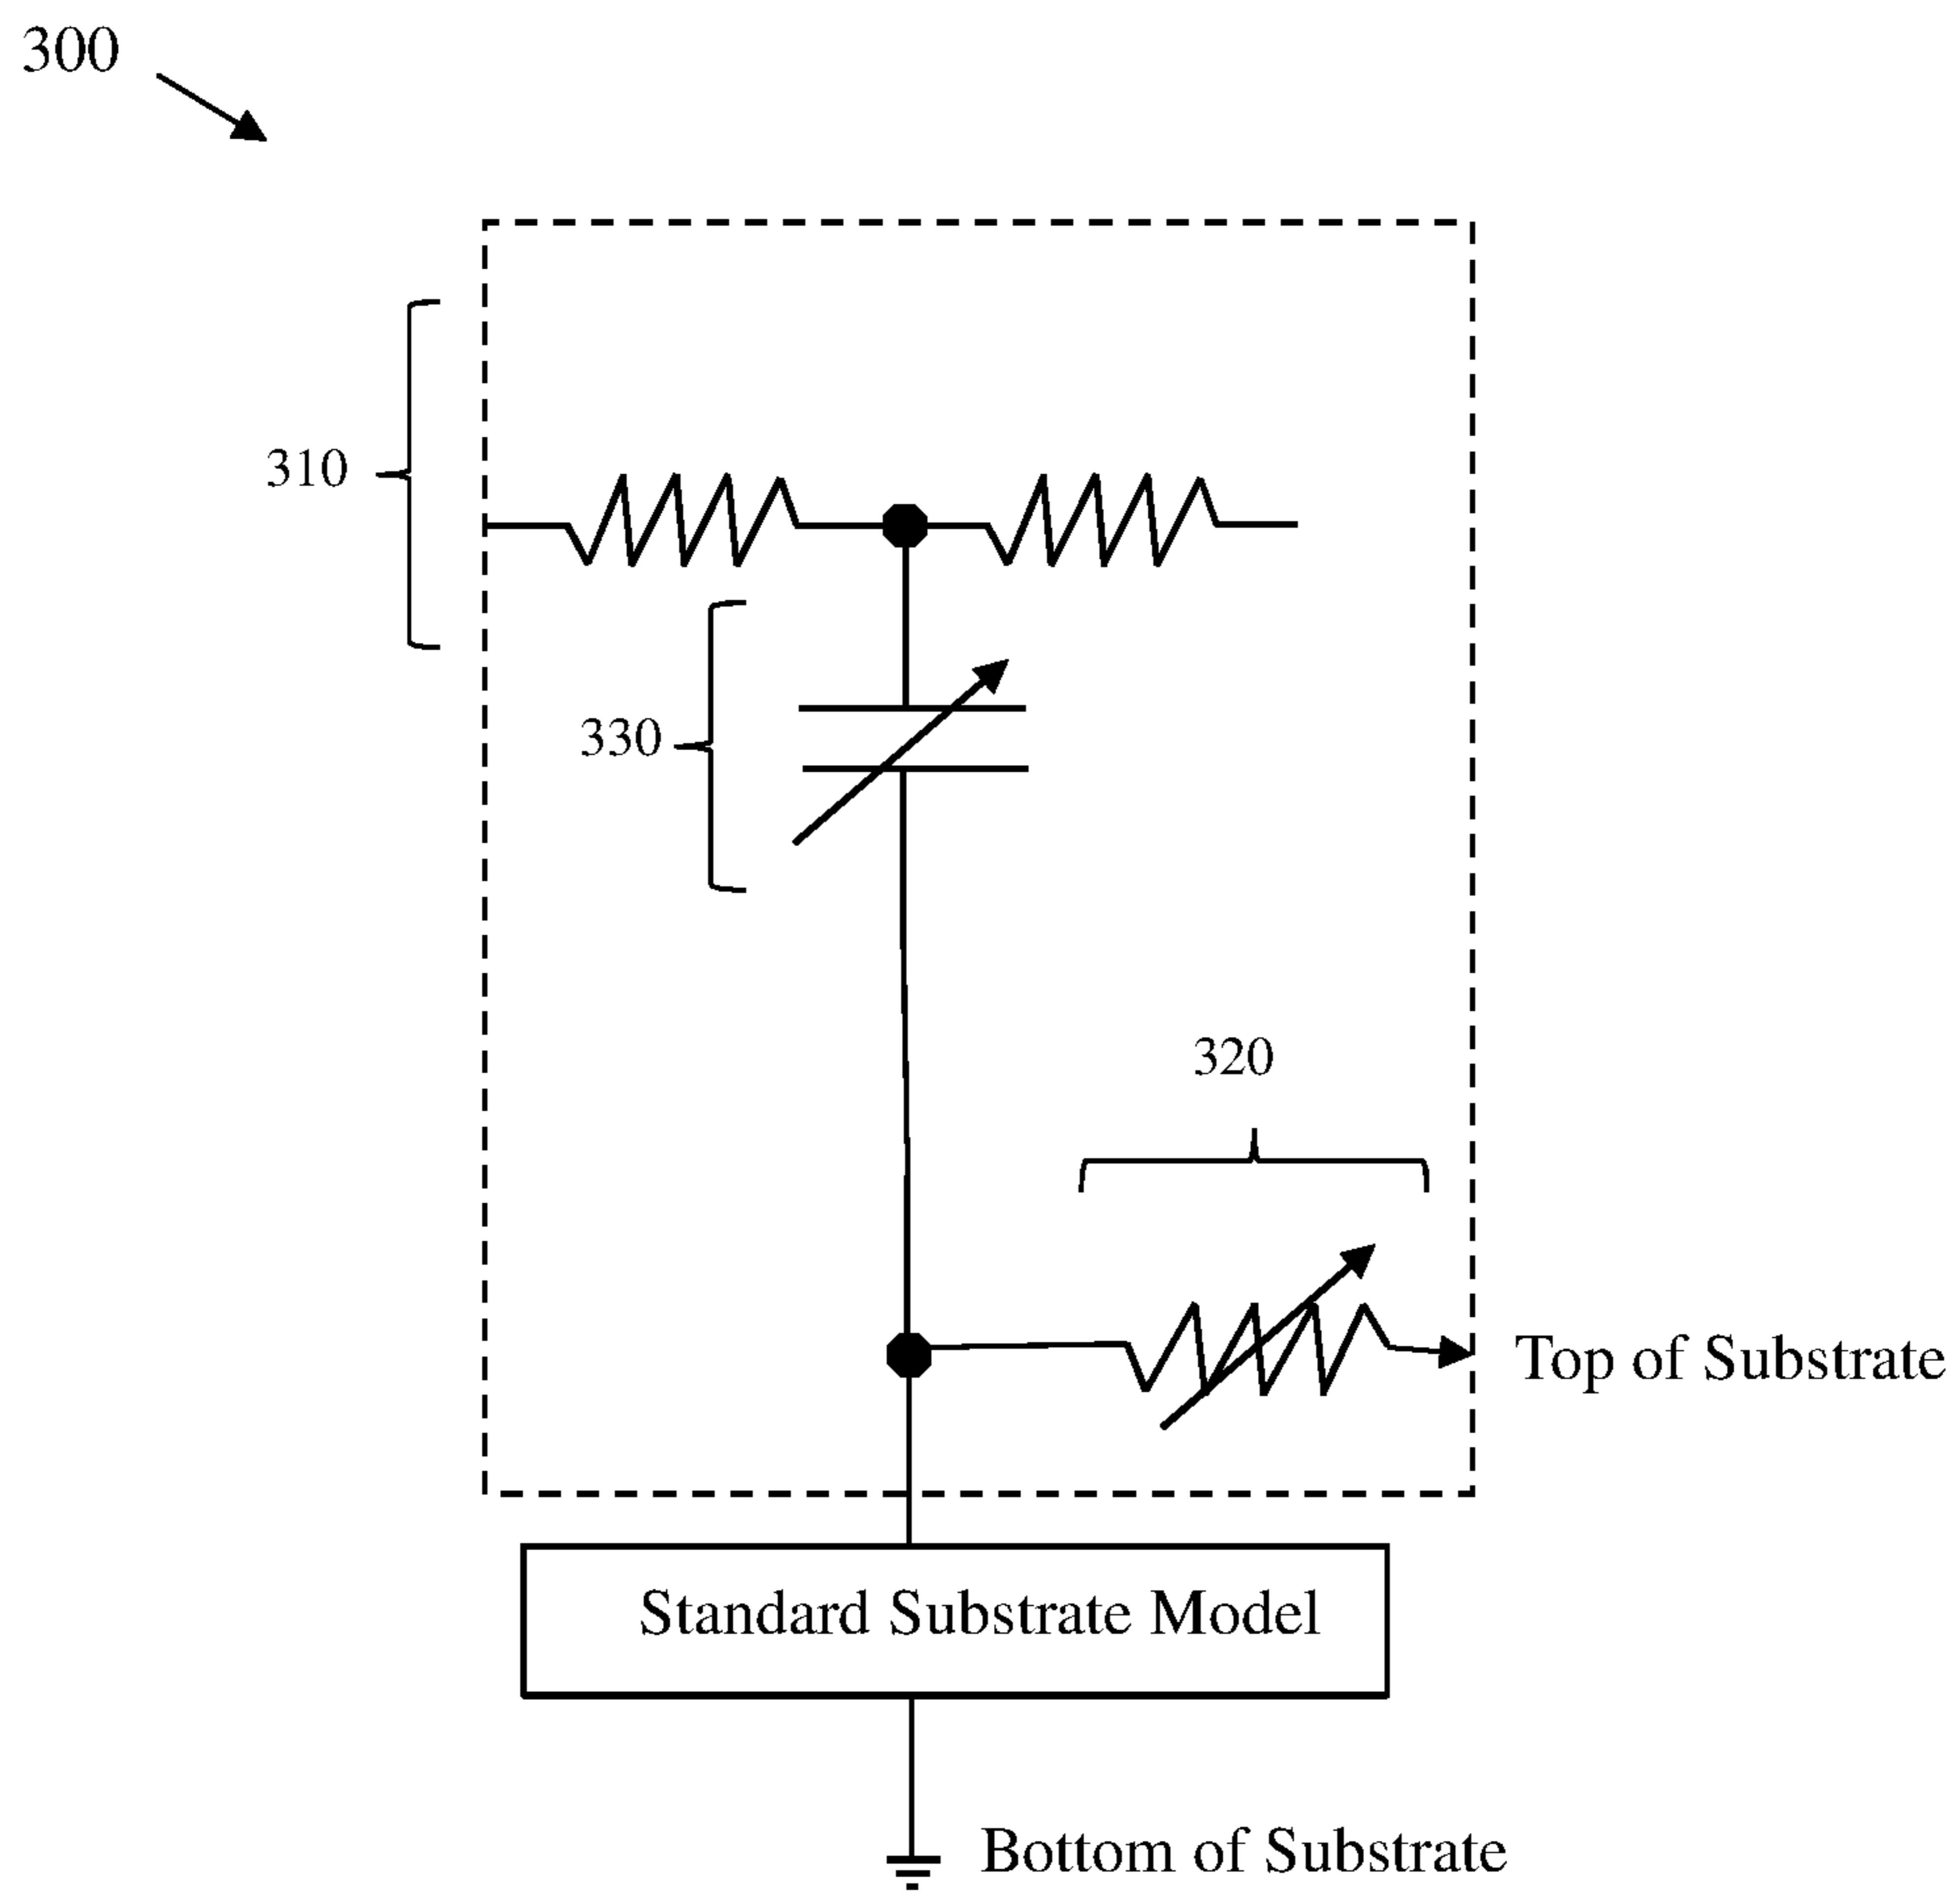 300
310
330
320
Top of Substrate
Standard Substrate Model
Bottom of Substrate